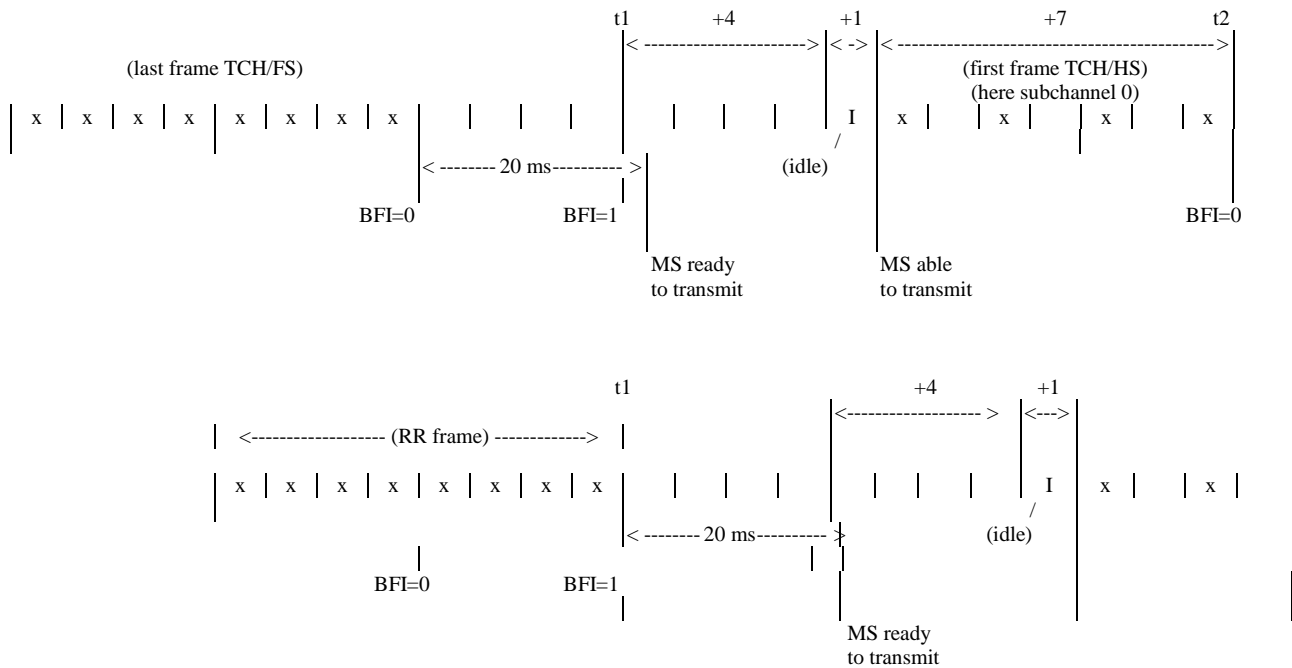 t1 +4 +1 +7 t2
< ----------------------> < -> < ------------------------------------------ >
(last frame TCH/FS) (first frame TCH/HS)
(here subchannel 0)
x | x | x | x | x | x | x | x | | | | | | | | I x | | x | | x | | x
/
< -------- 20 ms---------- > (idle)
BFI=0 BFI=1 BFI=0
MS ready MS able
to transmit to transmit
t1 +4 +1
<------------------- > <--->
| <------------------ (RR frame) ------------> |
x | x | x | x | x | x | x | x | | | | | | | | I x | | x |
/
< -------- 20 ms---------- > (idle)
BFI=0 BFI=1
MS ready
to transmit